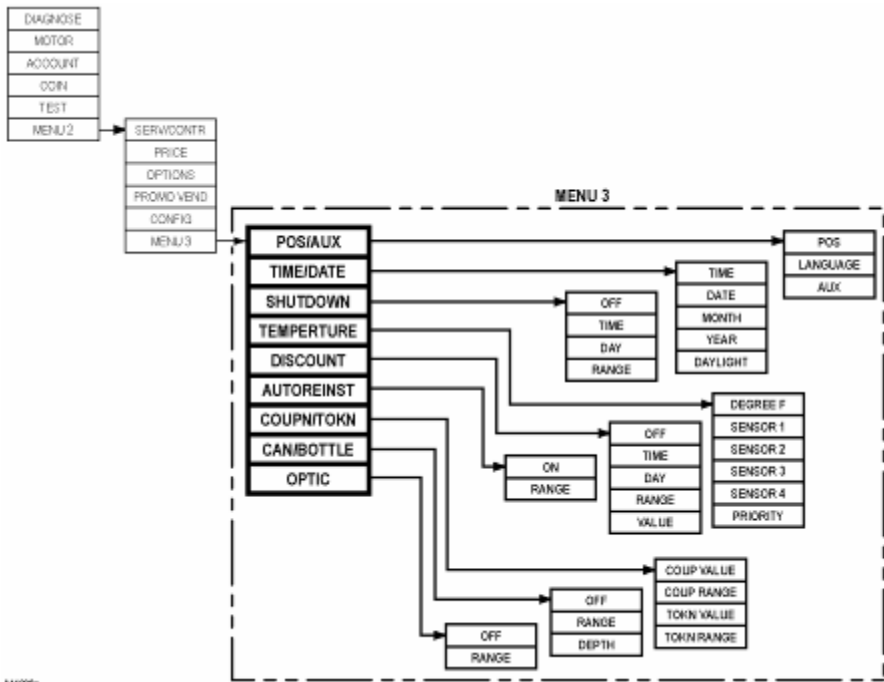 DIAGNOSE
MOTOR
ACCOUNT
COIN
TEST
MENU 2
SERV/CONTR
PRICE
OPTIONS
PROMO VEND
CONFIG
MENU 3
MENU 3
POS/AUX
TIME/DATE
SHUTDOWN
TEMPERTURE
DISCOUNT
AUTOREINST
COUPN/TOKN
CAN/BOTTLE
OPTIC
POS
LANGUAGE
AUX
TIME
DATE
MONTH
YEAR
DAYLIGHT
OFF
TIME
DAY
RANGE
DEGREE F
SENSOR 1
SENSOR 2
SENSOR 3
SENSOR 4
PRIORITY
OFF
TIME
DAY
RANGE
VALUE
ON
RANGE
COUP VALUE
COUP RANGE
TOKN VALUE
TOKN RANGE
OFF
RANGE
DEPTH
OFF
RANGE